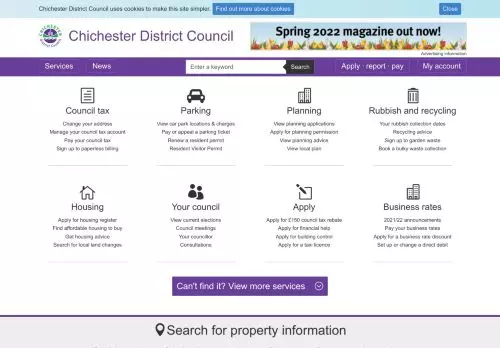 Chichester District Council uses cookies to make this site simpler. Find out more about cookies Close
CHICHESTER
Chichester District Council
Spring 2022 magazine out now!
Advertising information
Services News Enter a keyword Search Apply · report · pay My account
Council tax
Change your address
Manage your council tax account
Pay your council tax
Sign up to paperless billing
Parking
View car park locations & charges
Pay or appeal a parking ticket
Renew a resident permit
Resident Visitor Permit
Planning
View planning applications
Apply for planning permission
View planning advice
View local plan
Rubbish and recycling
Your rubbish collection dates
Recycling advice
Sign up to garden waste
Book a bulky waste collection
Housing
Apply for housing register
Find affordable housing to buy
Get housing advice
Search for local land changes
Your council
View current elections
Council meetings
Your councillor
Consultations
Apply
Apply for £150 council tax rebate
Apply for financial help
Apply for building control
Apply for a taxi licence
Business rates
2021/22 announcements
Pay your business rates
Apply for a business rate discount
Set up or change a direct debit
Can't find it? View more services
Search for property information